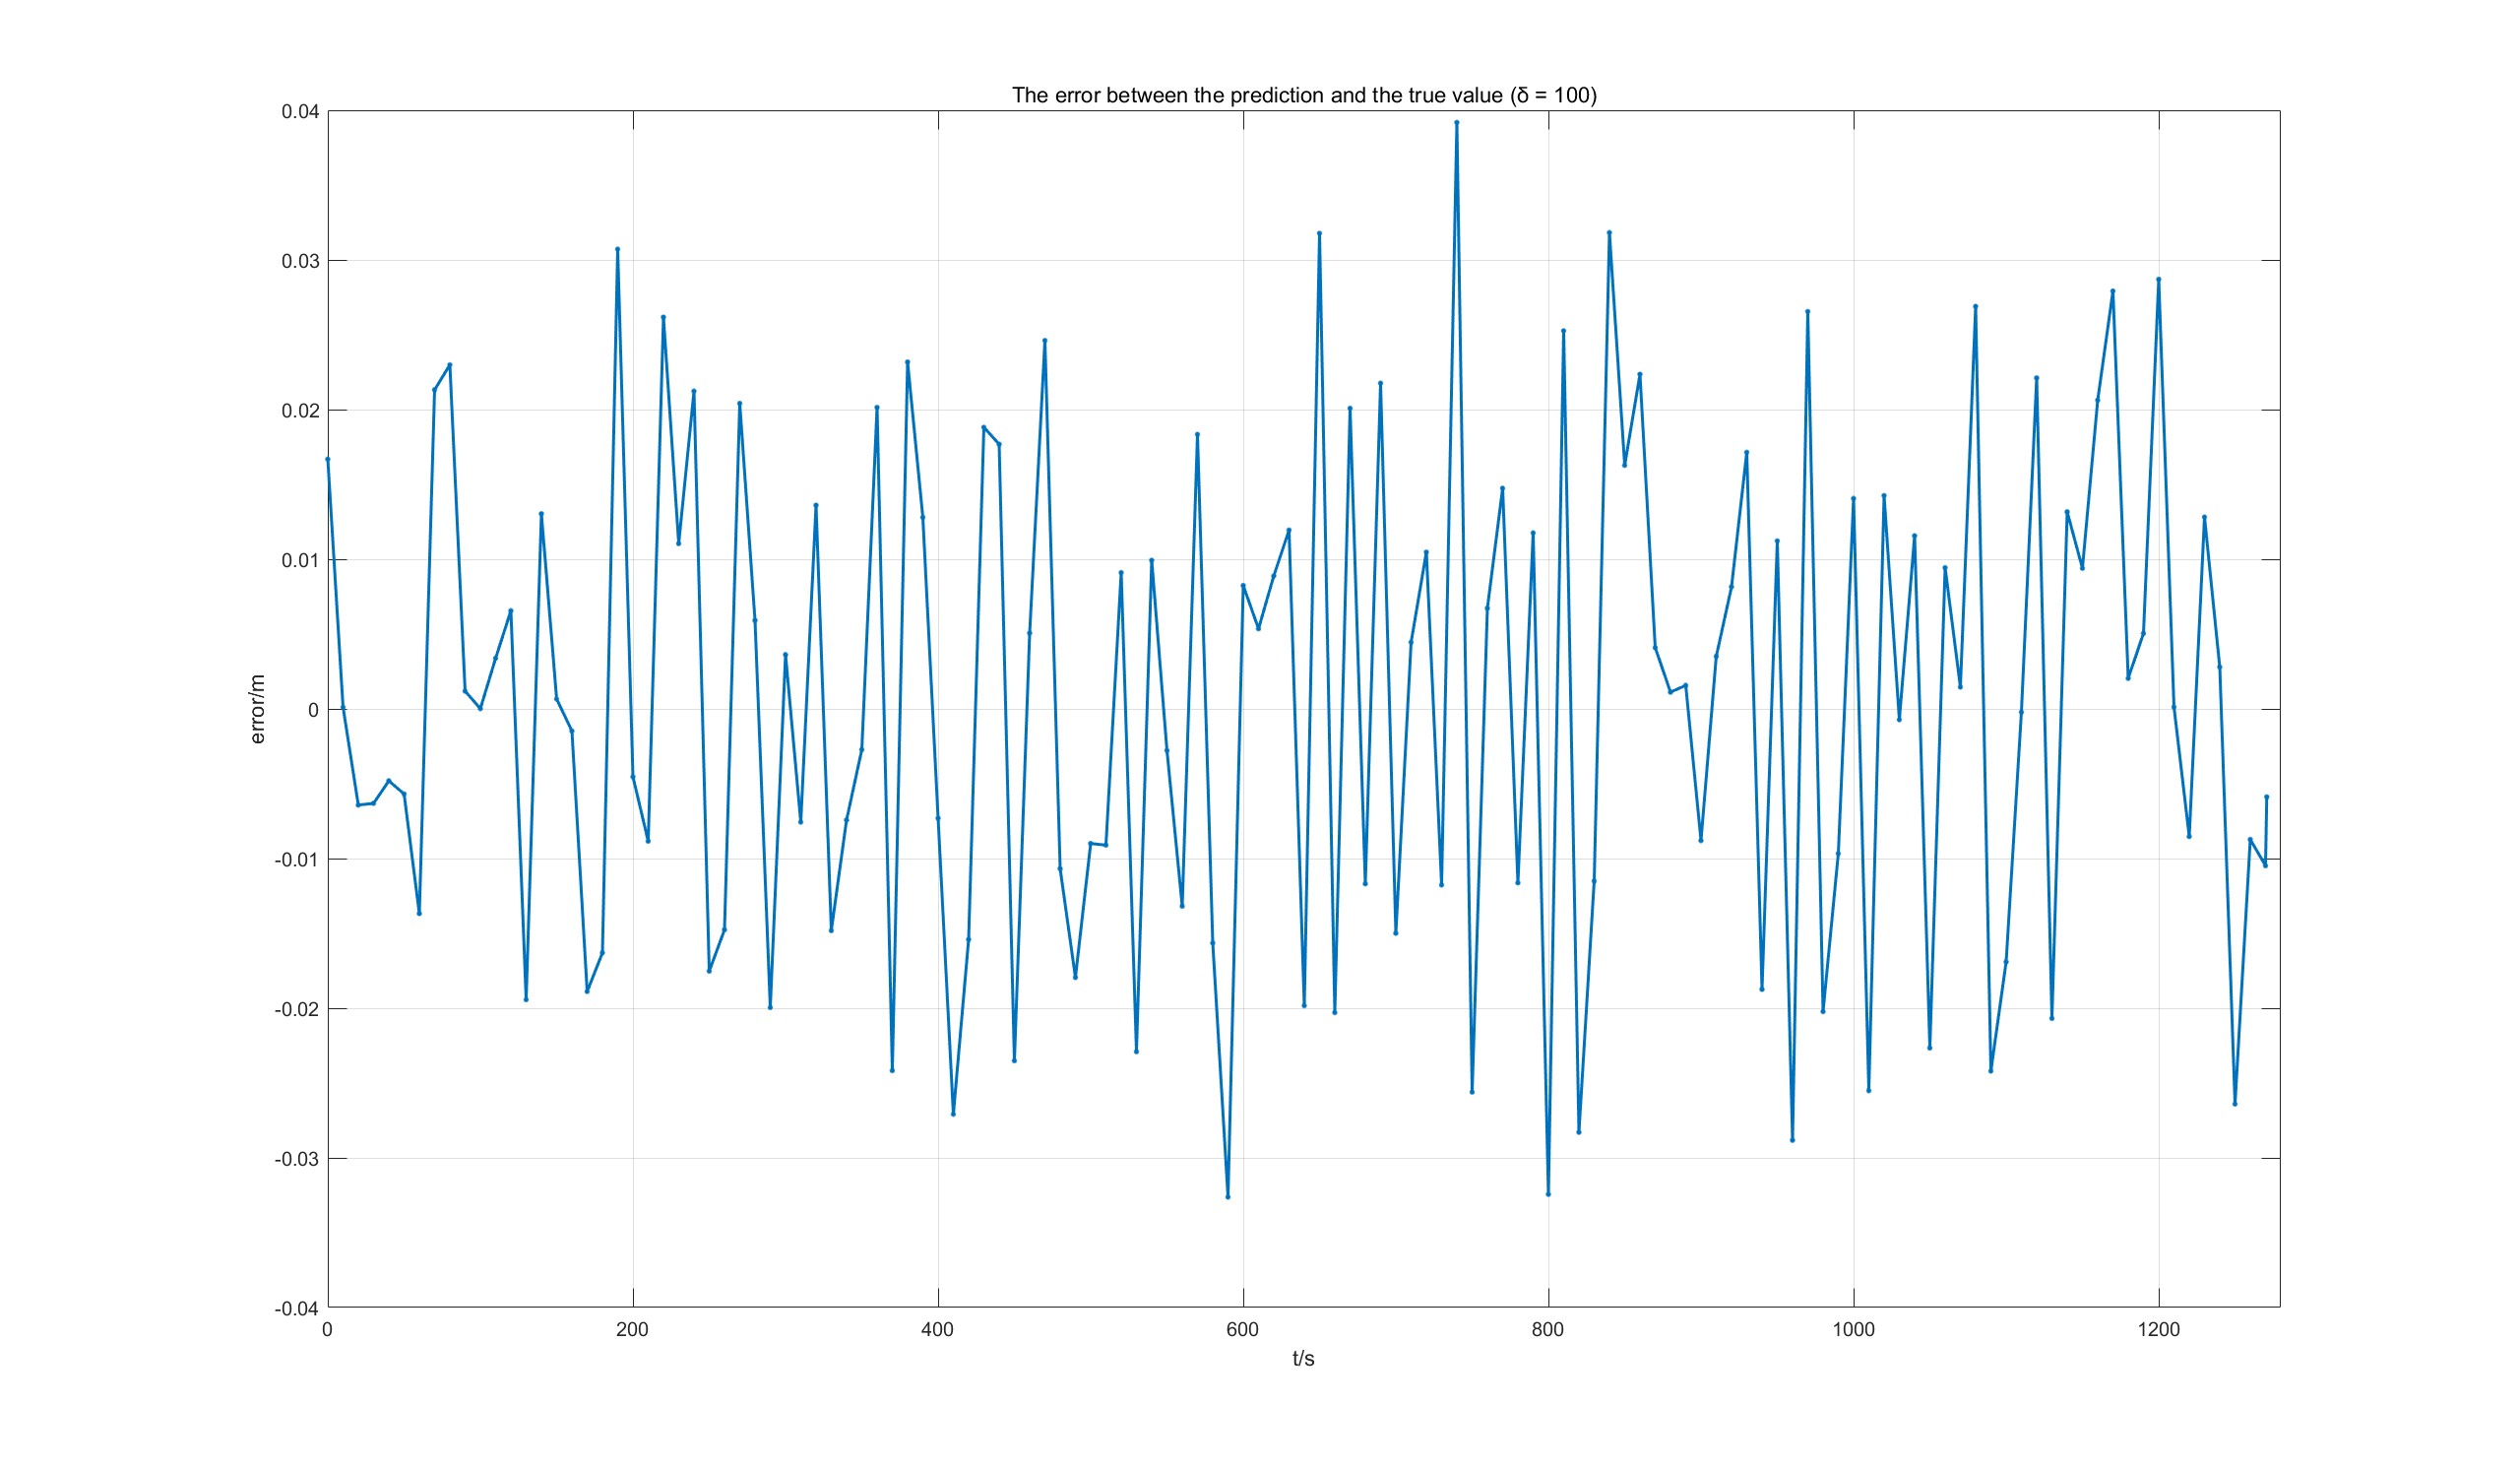 The error between the prediction and the true value (δ = 100)
0.04
0.03
0.02
0.01
0
-0.01
-0.02
-0.03
-0.04
error/m
0 200 400 600 800 1000 1200
t/s